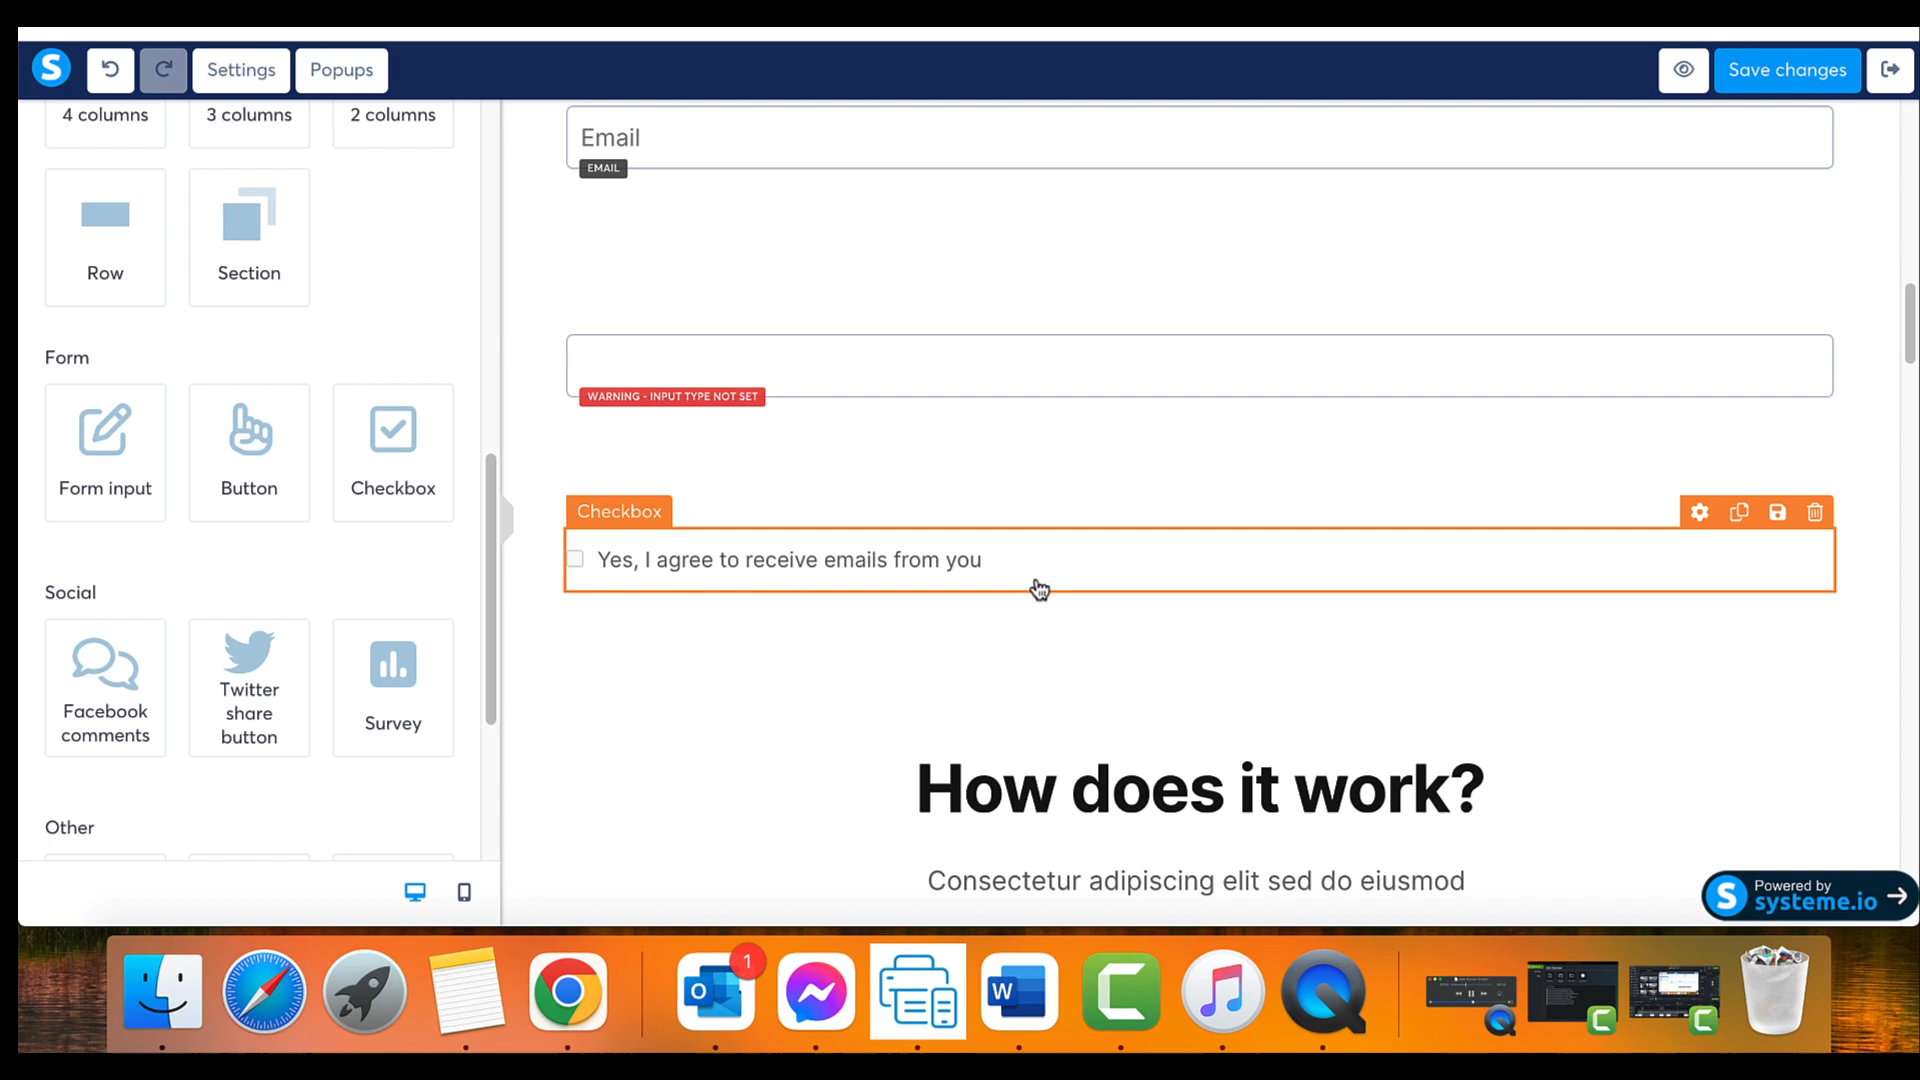 S
Settings
Popups
Save changes
4 columns
3 columns
2 columns
Row
Section
Form
Form input
Button
Checkbox
Social
Facebook
comments
Twitter
share
button
Survey
Other
Email
EMAIL
WARNING - INPUT TYPE NOT SET
Checkbox
Yes, I agree to receive emails from you
How does it work?
Consectetur adipiscing elit sed do eiusmod
S
Powered by
systeme.io
O
1
W